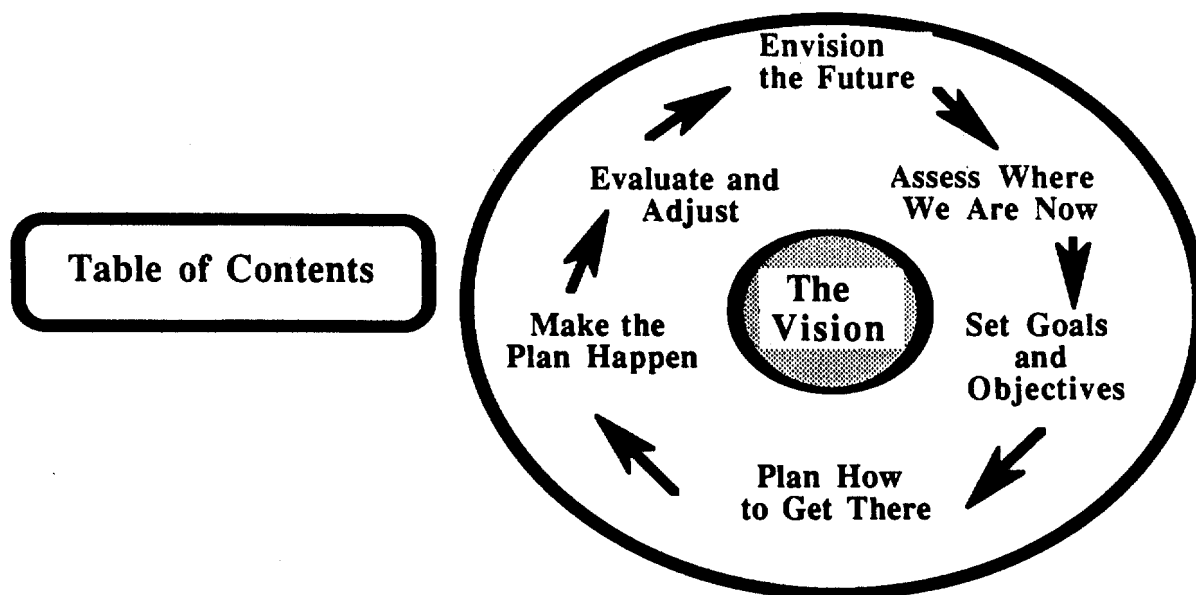 Table of Contents
Envision
the Future
Assess Where
We Are Now
Set Goals
and
Objectives
Plan How
to Get There
Make the
Plan Happen
Evaluate and
Adjust
The
Vision